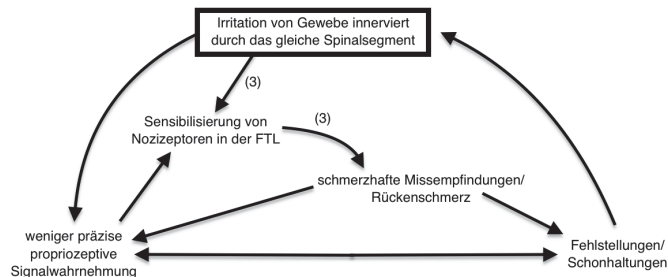 Irritation von Gewebe innerviert
durch das gleiche Spinalsegment
(3)
Sensibilisierung von
Nozizeptoren in der FTL
(3)
schmerzhafte Missempfindungen/
Rückenschmerz
weniger präzise
propriozeptive
Signalwahrnehmung
Fehlstellungen/
Schonhaltungen